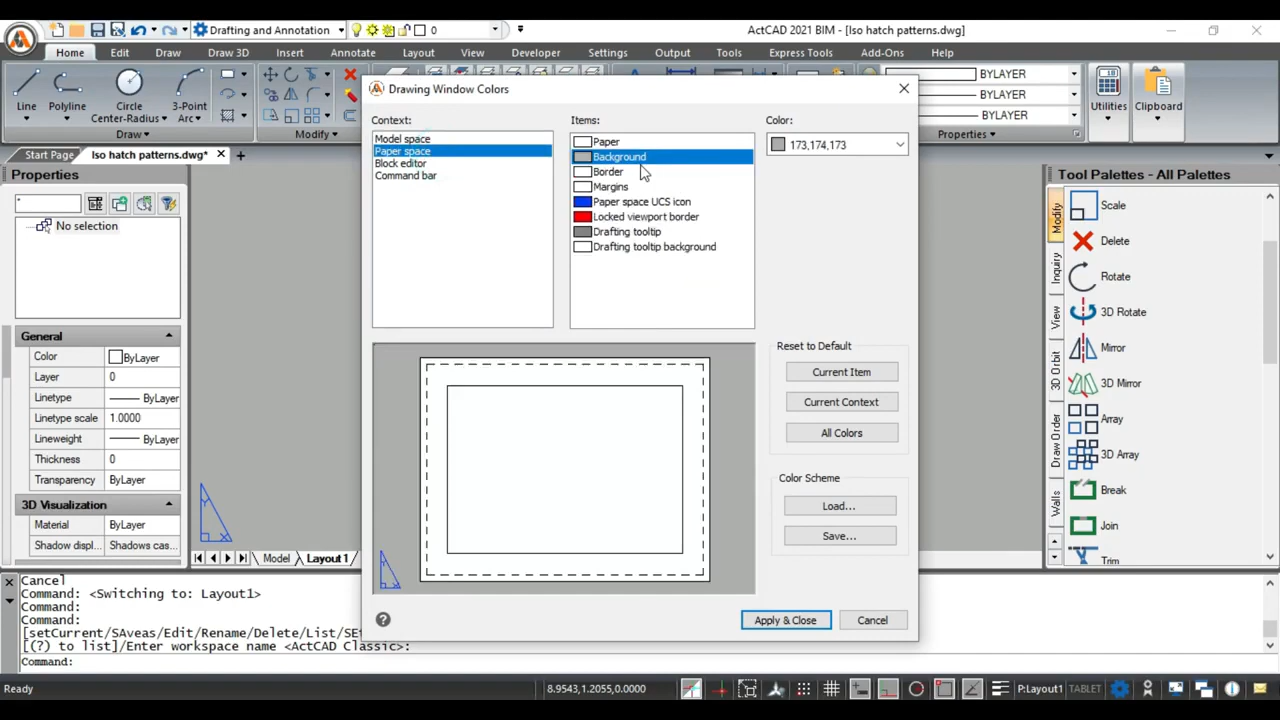 Drafting and Annotation
0
ActCAD 2021 BIM - [Iso hatch patterns.dwg]
Home Edit Draw Draw 3D Insert Annotate Layout View Developer Settings Output Tools Express Tools Add-Ons Help
Line
Polyline
Circle
Center-Radius
3-Point
Arc
Draw
Modify
BYLAYER
BYLAYER
BYLAYER
Properties
Utilities
Clipboard
Start Page
Iso hatch patterns.dwg*
Drawing Window Colors
Context:
Model space
Paper space
Block editor
Command bar
Items:
Paper
Background
Border
Margins
Paper space UCS icon
Locked viewport border
Drafting tooltip
Drafting tooltip background
Color:
173,174,173
Reset to Default
Current Item
Current Context
All Colors
Color Scheme
Load...
Save...
Apply & Close
Cancel
Properties
*
No selection
General
Color ByLayer
Layer 0
Linetype ByLayer
Linetype scale 1.0000
Lineweight ByLayer
Thickness 0
Transparency ByLayer
3D Visualization
Material ByLayer
Shadow displ... Shadows cas...
Y
X
Model
Layout1
Tool Palettes - All Palettes
Modify
Inquiry
View
3D Orbit
Draw Order
Walls
Scale
Delete
Rotate
3D Rotate
Mirror
3D Mirror
Array
3D Array
Break
Join
Trim
Cancel
Command: <Switching to: Layout1>
Command:
Command:
[setCurrent/SAveas/Edit/Rename/Delete/List/SE
[(?) to list]/Enter workspace name <ActCAD Classic>:
Command:
Ready
8.9543,1.2055,0.0000
P:Layout1
TABLET